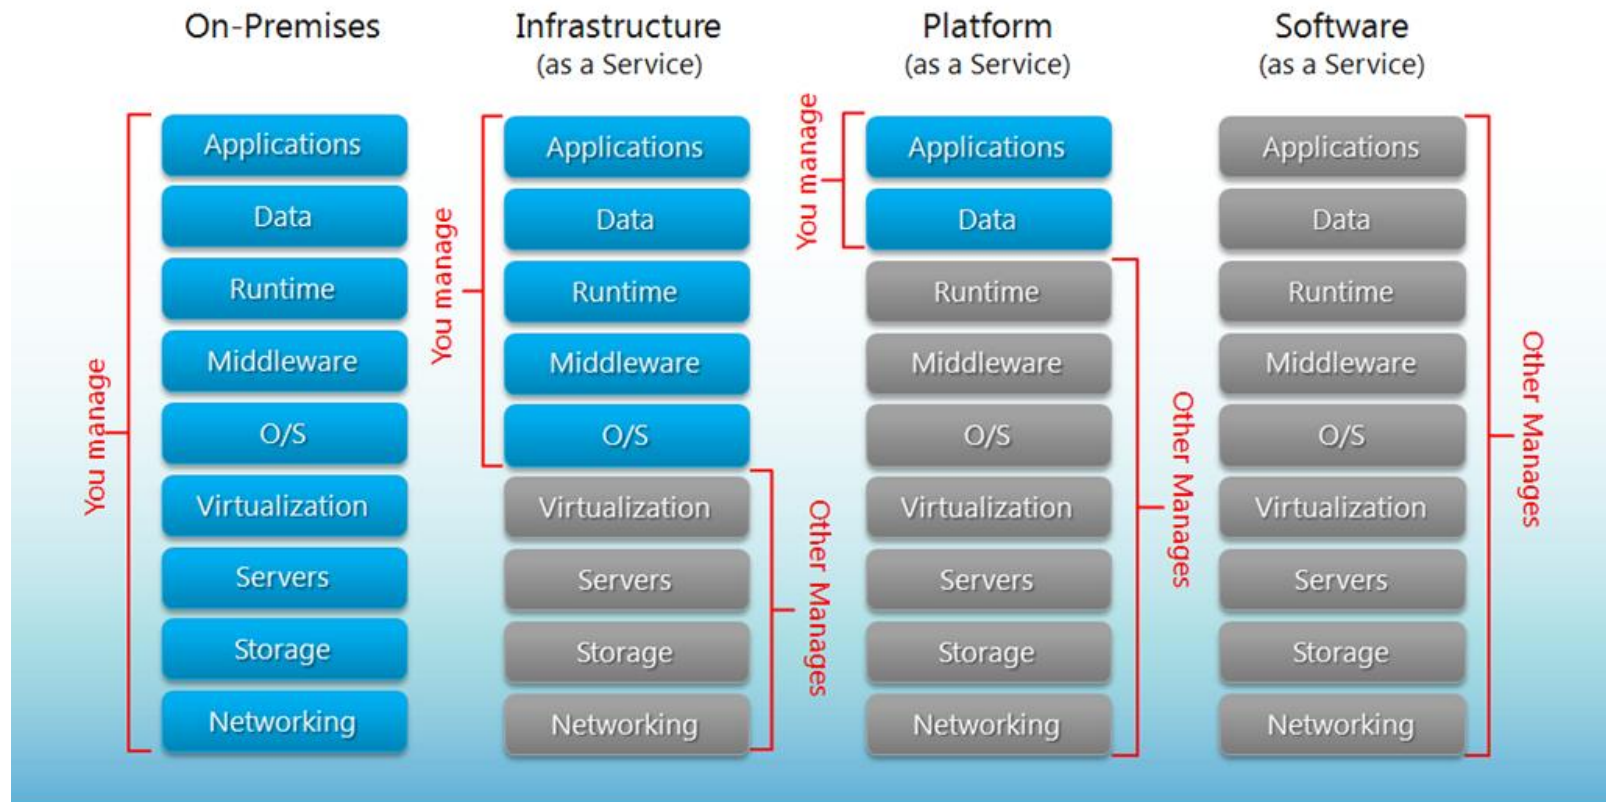 On-Premises
You manage
Applications
Data
Runtime
Middleware
O/S
Virtualization
Servers
Storage
Networking
Infrastructure
(as a Service)
You manage
Applications
Data
Runtime
Middleware
O/S
Virtualization
Servers
Storage
Networking
Other Manages
Platform
(as a Service)
You manage
Applications
Data
Runtime
Middleware
O/S
Virtualization
Servers
Storage
Networking
Other Manages
Software
(as a Service)
Applications
Data
Runtime
Middleware
O/S
Virtualization
Servers
Storage
Networking
Other Manages